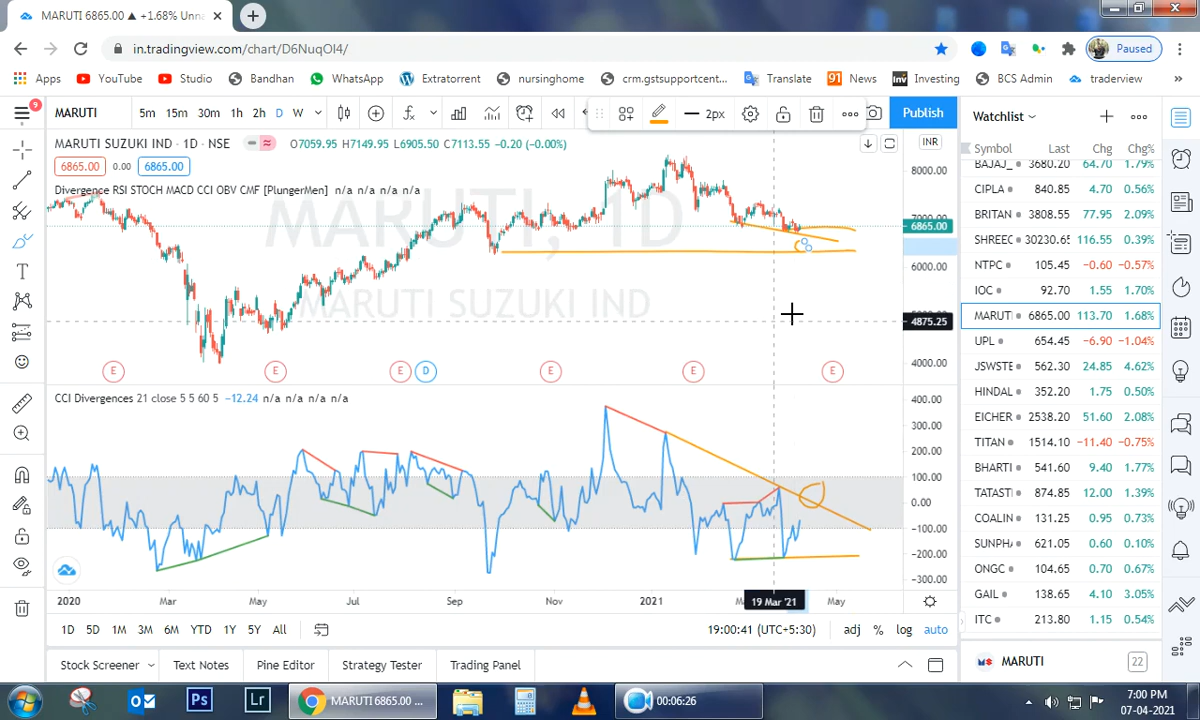 MARUTI 6865.00 ▲ +1.68% Unna
in.tradingview.com/chart/D6NuqOI4/
Paused
Apps YouTube Studio Bandhan WhatsApp Extratorrent nursinghome crm.gstsupportcent... Translate 91 News Inv Investing BCS Admin traderview »
9 MARUTI 5m 15m 30m 1h 2h D W 2px Publish
Watchlist
MARUTI SUZUKI IND · 1D · NSE O7059.95 H7149.95 L6905.50 C7113.55 −0.20 (−0.00%) INR
6865.00 0.00 6865.00
Divergence RSI STOCH MACD CCI OBV CMF [PlungerMen] n/a n/a n/a n/a
MARUTI, 1D
MARUTI SUZUKI IND
8000.00
7000.00
6865.00
6000.00
4875.25
4000.00
E E E D E E E
CCI Divergences 21 close 5 5 60 5 −12.24 n/a n/a n/a n/a
400.00
300.00
200.00
100.00
0.00
−100.00
−200.00
−300.00
2020 Mar May Jul Sep Nov 2021 19 Mar '21 May
1D 5D 1M 3M 6M YTD 1Y 5Y All 19:00:41 (UTC+5:30) adj % log auto
Stock Screener Text Notes Pine Editor Strategy Tester Trading Panel
Symbol Last Chg Chg%
BAJAJ_ 3680.20 64.70 1.79%
CIPLA 840.85 4.70 0.56%
BRITAN 3808.55 77.95 2.09%
SHREEC 30230.65 116.55 0.39%
NTPC 105.45 −0.60 −0.57%
IOC 92.70 1.55 1.70%
MARUTI 6865.00 113.70 1.68%
UPL 654.45 −6.90 −1.04%
JSWSTE 562.30 24.85 4.62%
HINDAL 352.20 1.75 0.50%
EICHER 2538.20 51.60 2.08%
TITAN 1514.10 −11.40 −0.75%
BHARTI 541.60 9.40 1.77%
TATAST 874.85 12.00 1.39%
COALIN 131.25 0.95 0.73%
SUNPHA 621.05 0.60 0.10%
ONGC 104.65 0.70 0.67%
GAIL 138.65 4.10 3.05%
ITC 213.80 1.15 0.54%
MARUTI 22
Ps Lr MARUTI 6865.00 ... 00:06:26
7:00 PM
07-04-2021